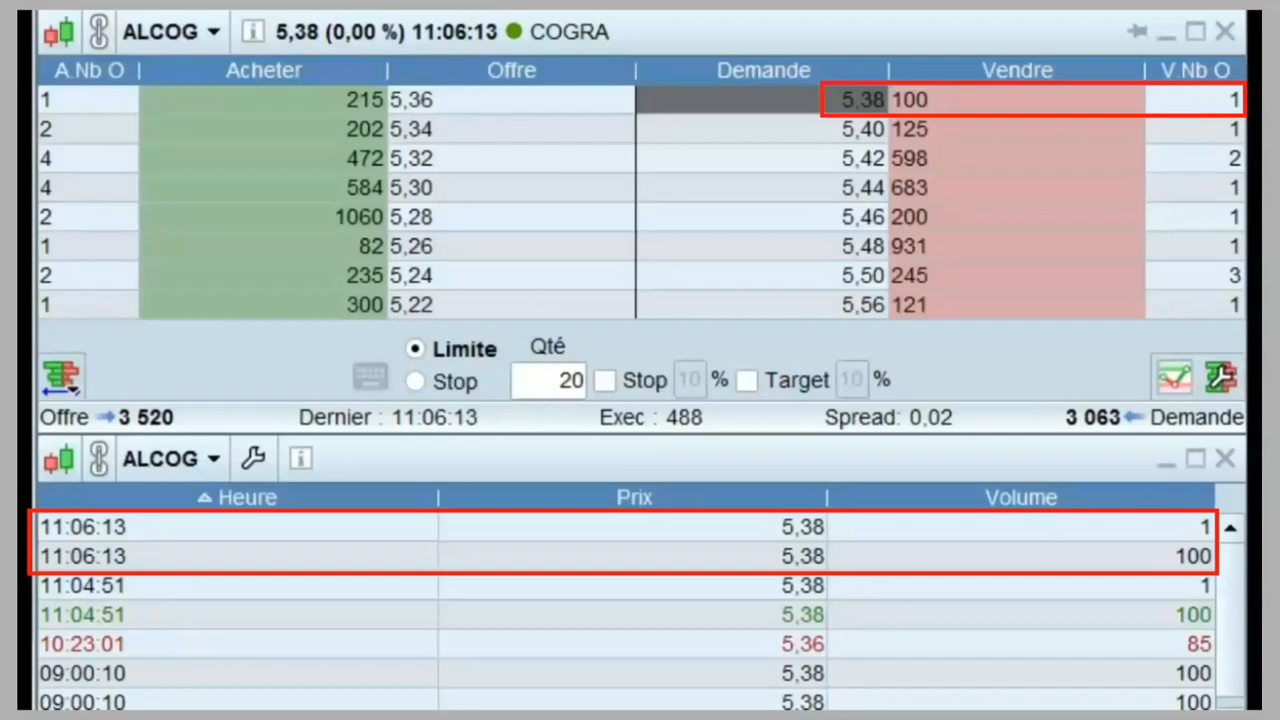 ALCOG 5,38 (0,00 %) 11:06:13 COGRA
A.Nb O Acheter Offre Demande Vendre V.Nb O
1 215 5,36 5,38 100 1
2 202 5,34 5,40 125 1
4 472 5,32 5,42 598 2
4 584 5,30 5,44 683 1
2 1060 5,28 5,46 200 1
1 82 5,26 5,48 931 1
2 235 5,24 5,50 245 3
1 300 5,22 5,56 121 1
Limite Qté
Stop 20 Stop 10 % Target 10 %
Offre 3 520 Dernier : 11:06:13 Exec : 488 Spread: 0,02 3 063 Demande
ALCOG
Heure Prix Volume
11:06:13 5,38 1
11:06:13 5,38 100
11:04:51 5,38 1
11:04:51 5,38 100
10:23:01 5,36 85
09:00:10 5,38 100
09:00:10 5,38 100